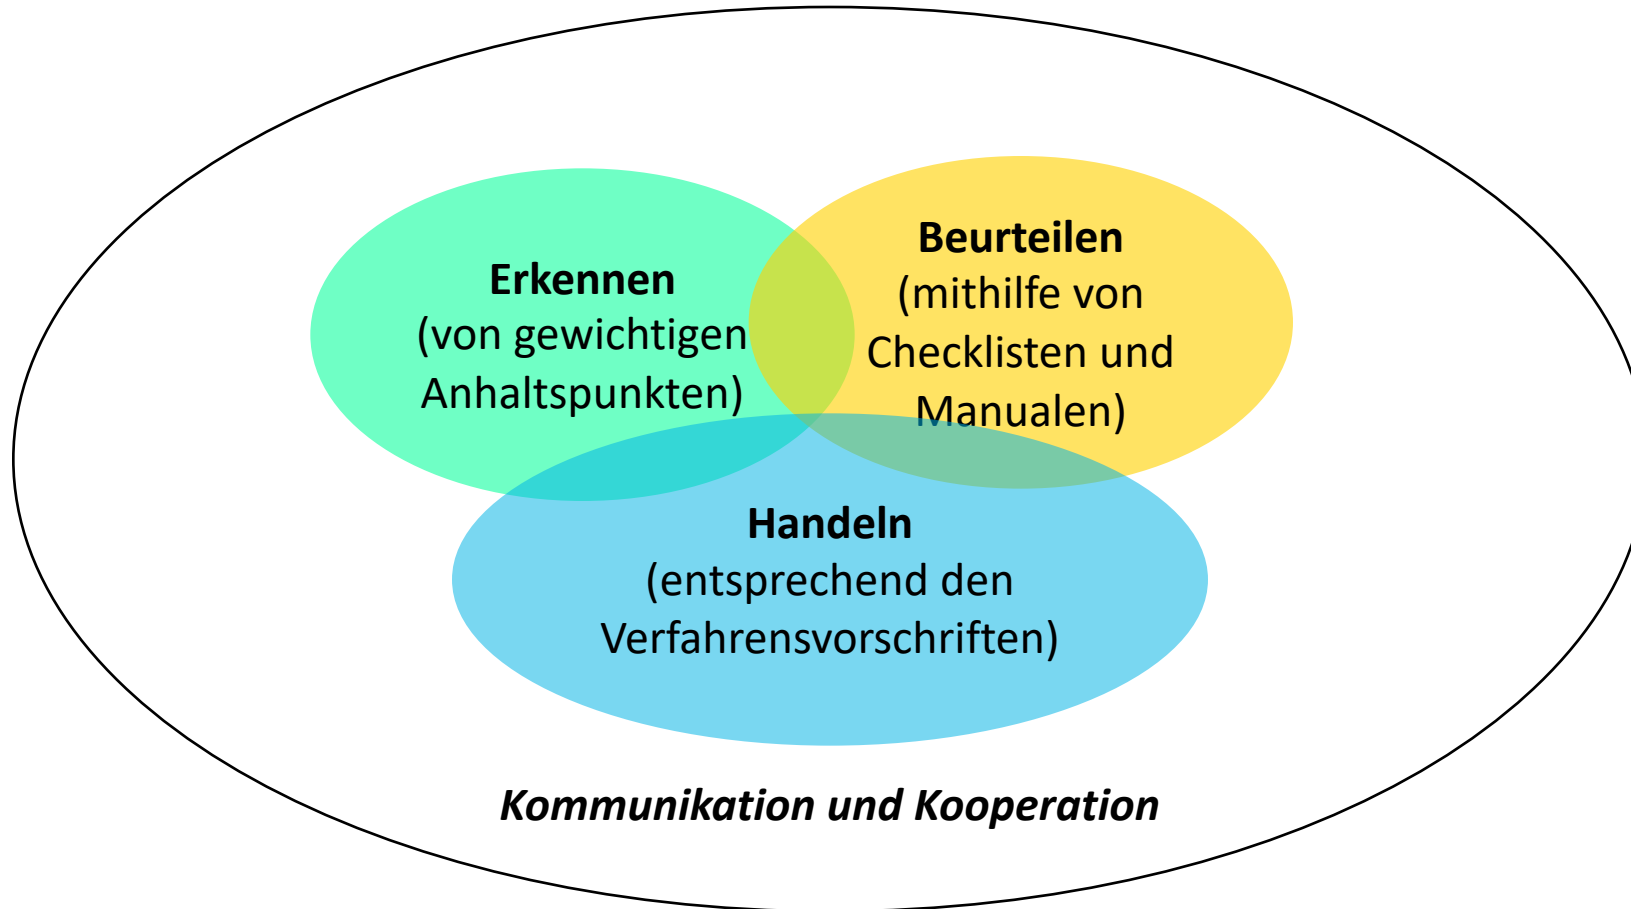 Erkennen
(von gewichtigen
Anhaltspunkten)
Beurteilen
(mithilfe von
Checklisten und
Manualen)
Handeln
(entsprechend den
Verfahrensvorschriften)
Kommunikation und Kooperation